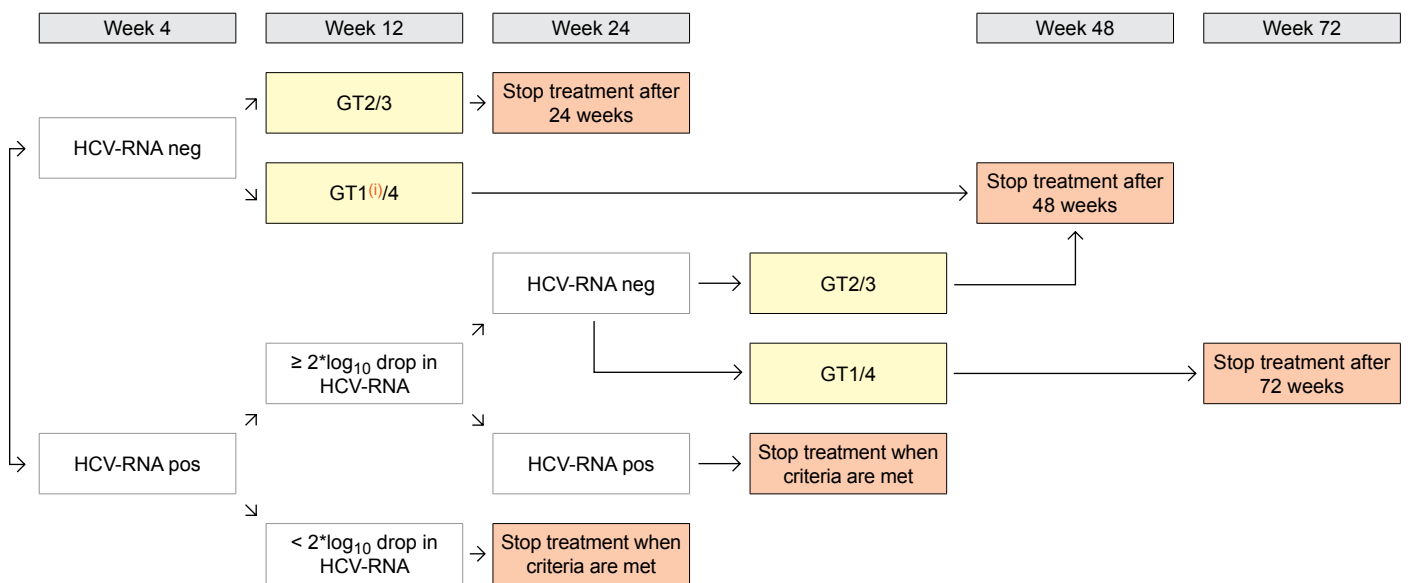 Week 4
Week 12
Week 24
Week 48
Week 72
GT2/3
Stop treatment after
24 weeks
HCV-RNA neg
GT1(i)/4
Stop treatment after
48 weeks
HCV-RNA neg
GT2/3
≥ 2*log10 drop in
HCV-RNA
GT1/4
Stop treatment after
72 weeks
HCV-RNA pos
HCV-RNA pos
Stop treatment when
criteria are met
< 2*log10 drop in
HCV-RNA
Stop treatment when
criteria are met